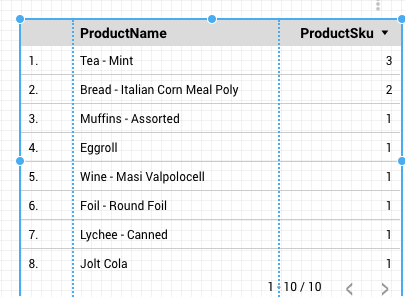 ProductName ProductSku
1. Tea - Mint 3
2. Bread - Italian Corn Meal Poly 2
3. Muffins - Assorted 1
4. Eggroll 1
5. Wine - Masi Valpolocell 1
6. Foil - Round Foil 1
7. Lychee - Canned 1
8. Jolt Cola 1
1 - 10 / 10